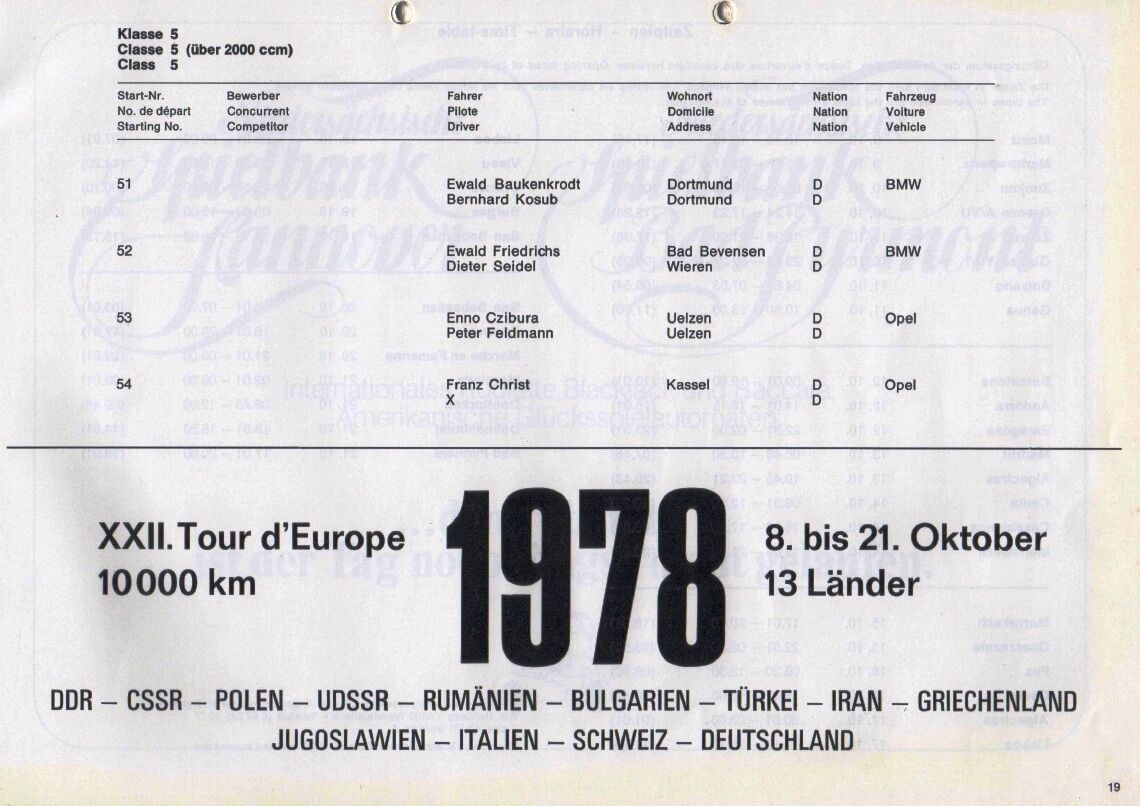 Klasse 5
Classe 5 (über 2000 ccm)
Class 5
Start-Nr. Bewerber Fahrer Wohnort Nation Fahrzeug
No. de départ Concurrent Pilote Domicile Nation Voiture
Starting No. Competitor Driver Address Nation Vehicle
51 Ewald Baukenkrodt Dortmund D BMW
Bernhard Kosub Dortmund D
52 Ewald Friedrichs Bad Bevensen D BMW
Dieter Seidel Wieren D
53 Enno Czibura Uelzen D Opel
Peter Feldmann Uelzen D
54 Franz Christ Kassel D Opel
X D
XXII. Tour d'Europe 1978 8. bis 21. Oktober
10 000 km 13 Länder
DDR – CSSR – POLEN – UDSSR – RUMÄNIEN – BULGARIEN – TÜRKEI – IRAN – GRIECHENLAND
JUGOSLAWIEN – ITALIEN – SCHWEIZ – DEUTSCHLAND
19